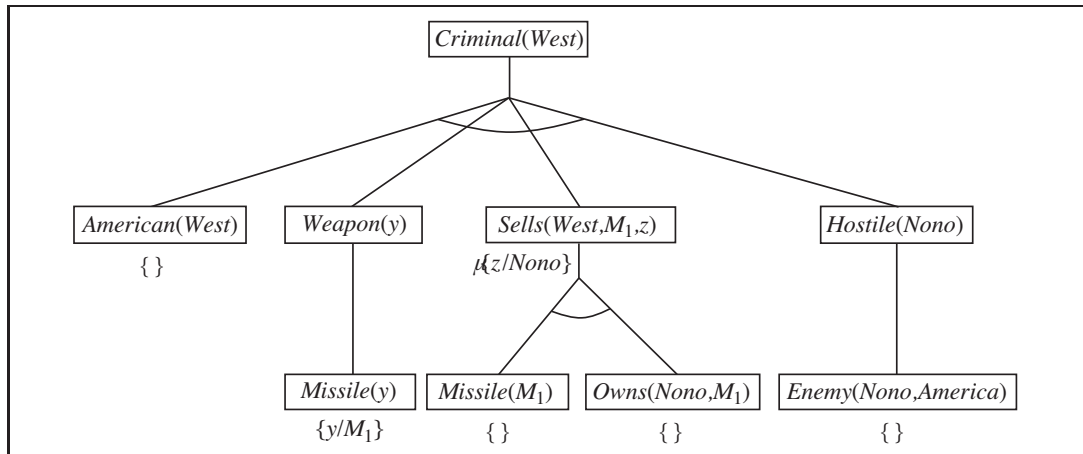 Criminal(West)
American(West) Weapon(y) Sells(West,M₁,z) Hostile(Nono)
{ } {z/Nono}
Missile(y) Missile(M₁) Owns(Nono,M₁) Enemy(Nono,America)
{y/M₁} { } { } { }